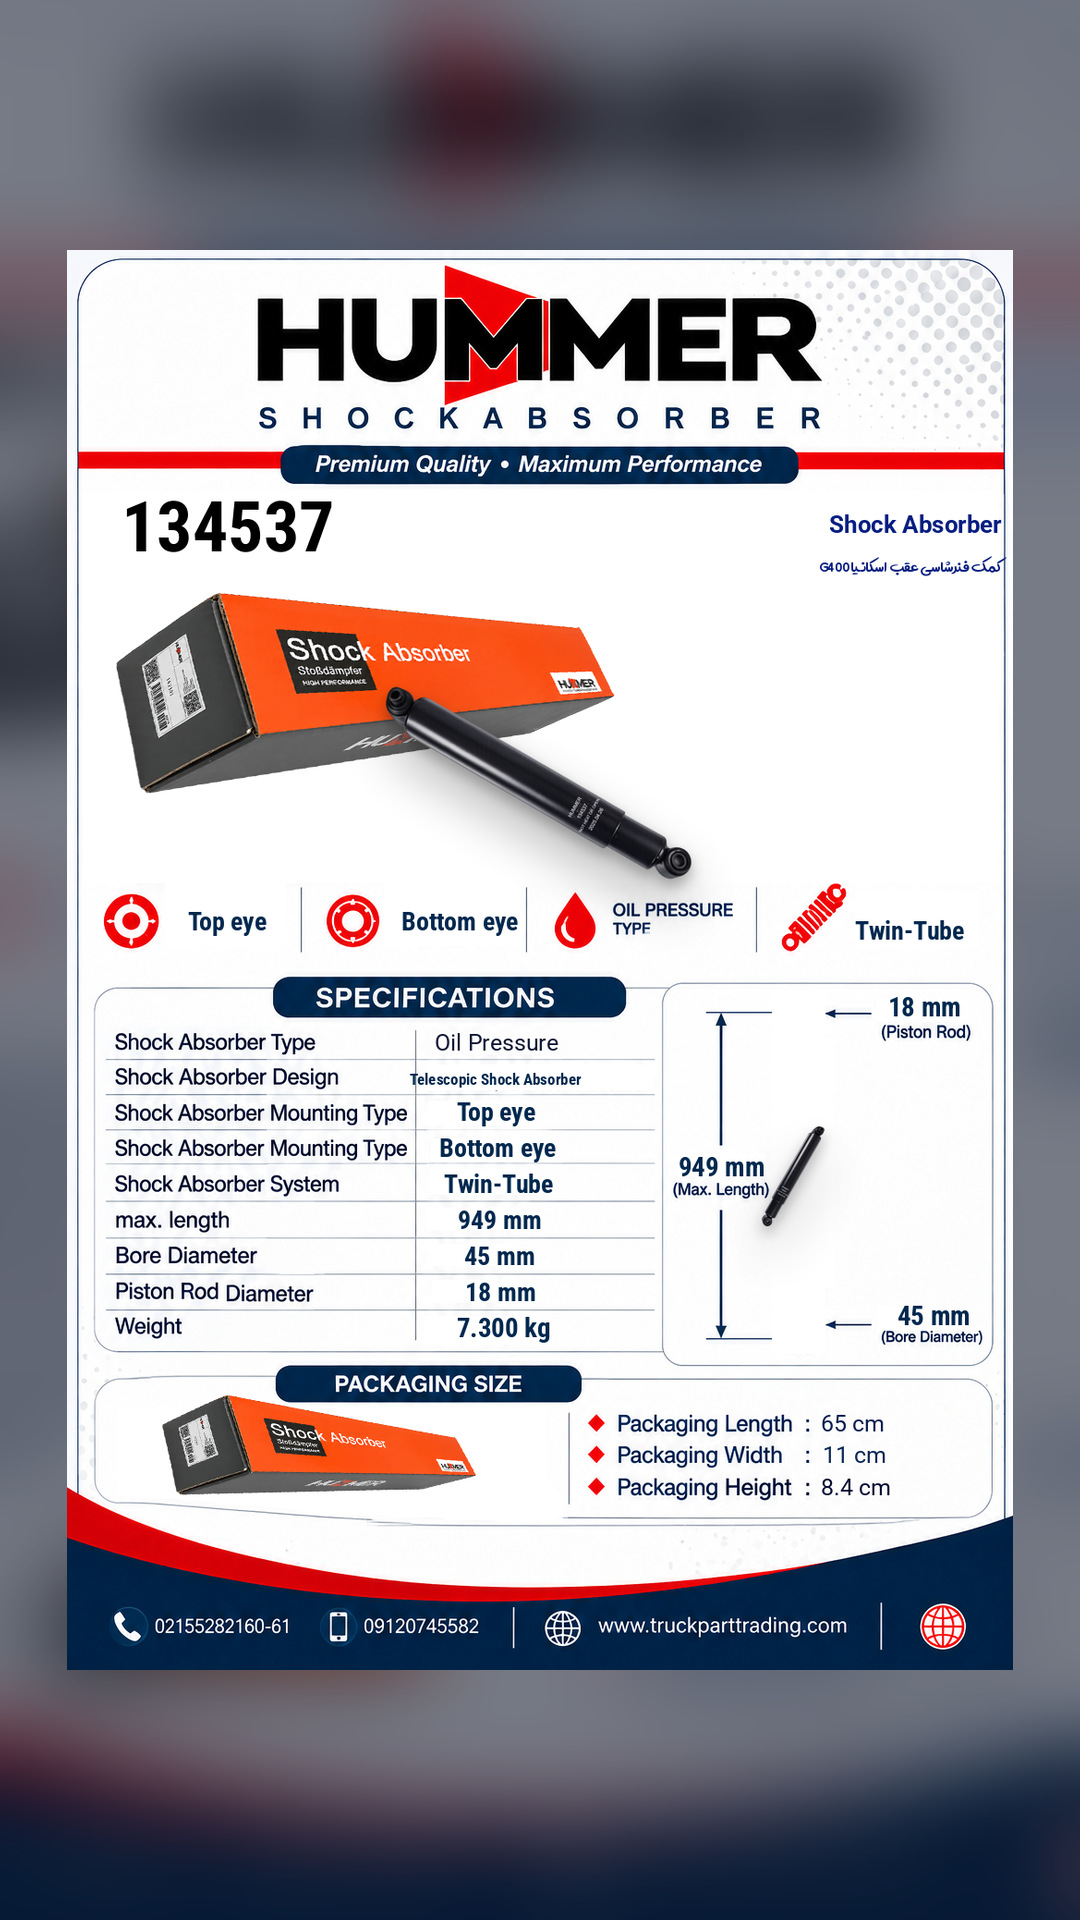 HUMMER
SHOCKABSORBER
Premium Quality • Maximum Performance
134537
Shock Absorber
کمک فنرشاسی عقب اسکانیا G400
Shock Absorber
Stoßdämpfer
HIGH PERFORMANCE
HUMMER
HUMMER
134537
Top eye
Bottom eye
OIL PRESSURE
TYPE
Twin-Tube
SPECIFICATIONS
Shock Absorber Type Oil Pressure
Shock Absorber Design Telescopic Shock Absorber
Shock Absorber Mounting Type Top eye
Shock Absorber Mounting Type Bottom eye
Shock Absorber System Twin-Tube
max. length 949 mm
Bore Diameter 45 mm
Piston Rod Diameter 18 mm
Weight 7.300 kg
18 mm
(Piston Rod)
949 mm
(Max. Length)
45 mm
(Bore Diameter)
PACKAGING SIZE
Shock Absorber
Stoßdämpfer
HUMMER
HUMMER
Packaging Length : 65 cm
Packaging Width : 11 cm
Packaging Height : 8.4 cm
02155282160-61
09120745582
www.truckparttrading.com